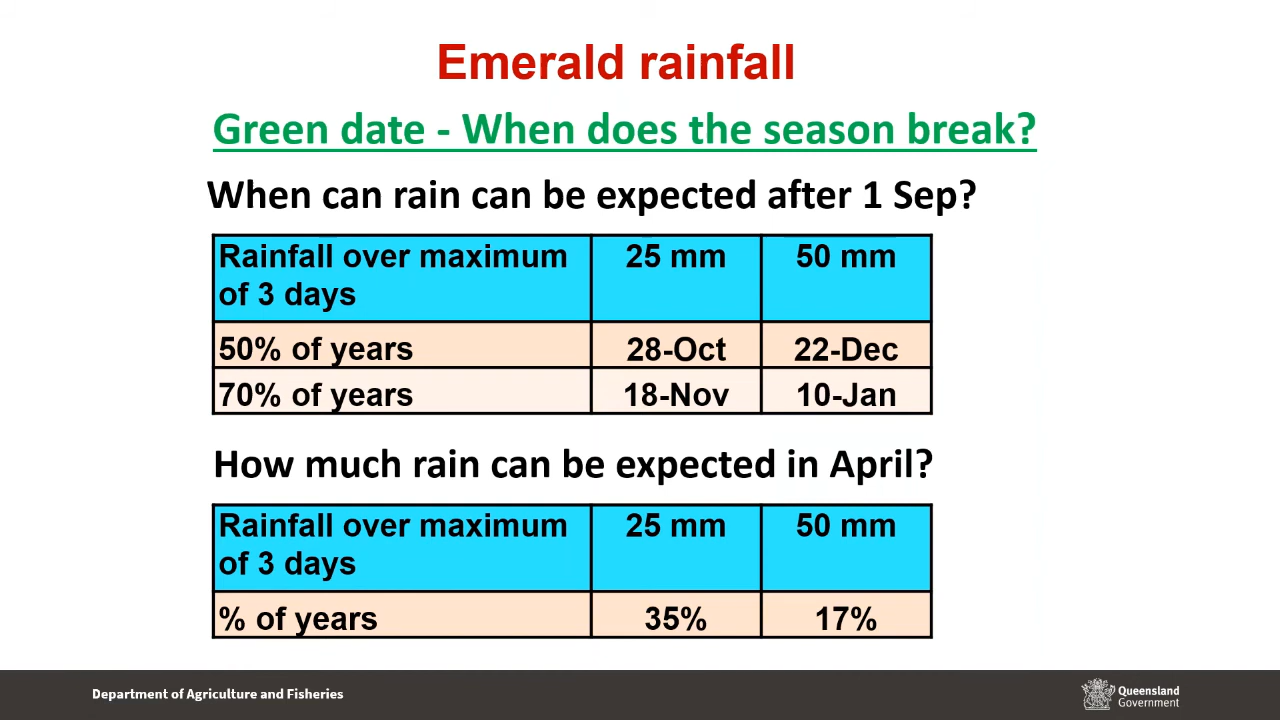 Emerald rainfall
Green date - When does the season break?
When can rain can be expected after 1 Sep?
Rainfall over maximum of 3 days 25 mm 50 mm
50% of years 28-Oct 22-Dec
70% of years 18-Nov 10-Jan
How much rain can be expected in April?
Rainfall over maximum of 3 days 25 mm 50 mm
% of years 35% 17%
Department of Agriculture and Fisheries
Queensland
Government